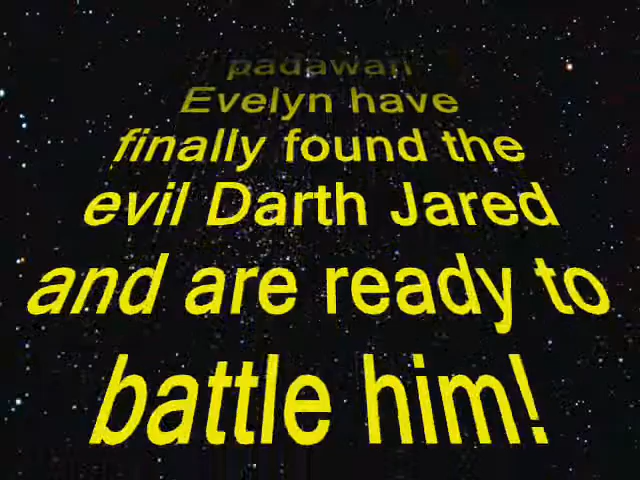 padawan
Evelyn have
finally found the
evil Darth Jared
and are ready to
battle him!